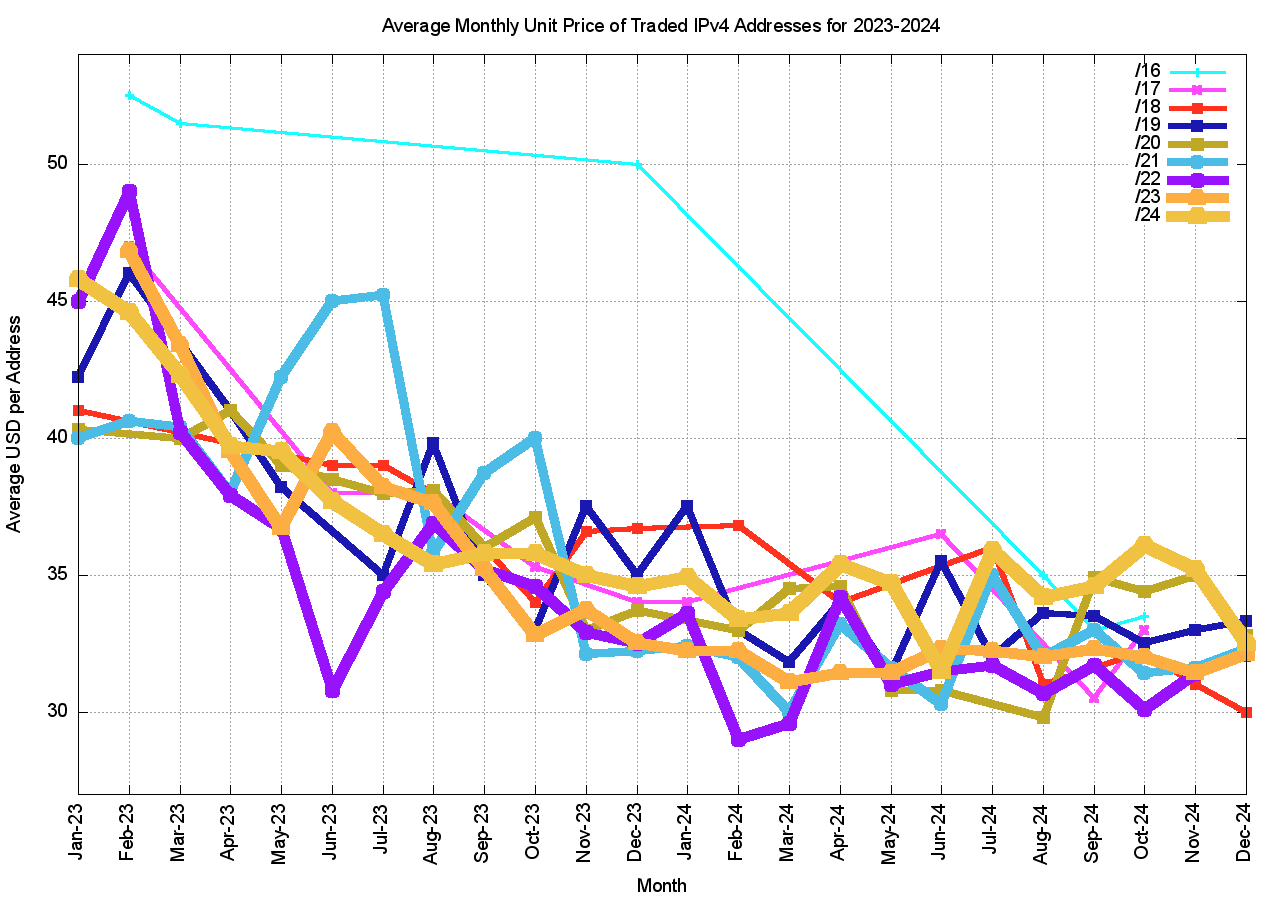 Average Monthly Unit Price of Traded IPv4 Addresses for 2023-2024
/16
/17
/18
/19
/20
/21
/22
/23
/24
50
45
40
35
30
Average USD per Address
Jan-23
Feb-23
Mar-23
Apr-23
May-23
Jun-23
Jul-23
Aug-23
Sep-23
Oct-23
Nov-23
Dec-23
Jan-24
Feb-24
Mar-24
Apr-24
May-24
Jun-24
Jul-24
Aug-24
Sep-24
Oct-24
Nov-24
Dec-24
Month